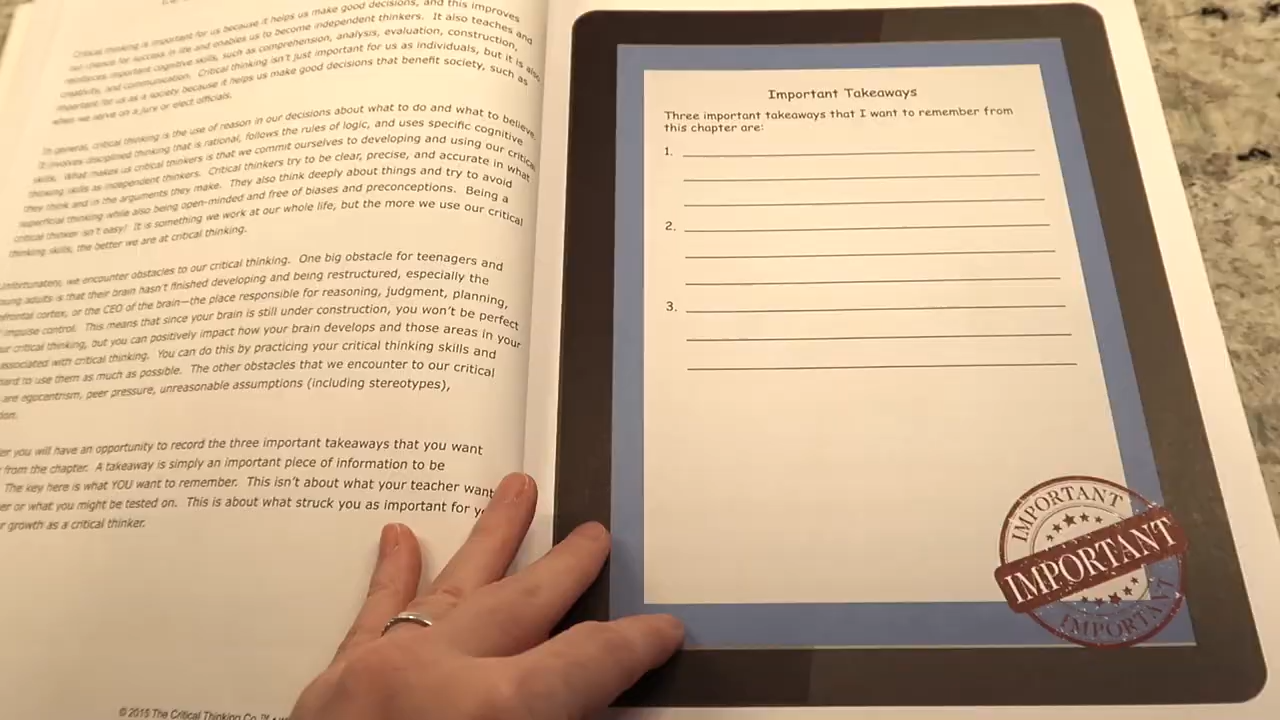 Critical thinking is important for us because it helps us make good decisions, and this improves
our chance for success in life and enables us to become independent thinkers. It also teaches and
reinforces important cognitive skills, such as comprehension, analysis, evaluation, construction,
creativity, and communication. Critical thinking isn't just important for us as individuals, but it is also
important for us as a society because it helps us make good decisions that benefit society, such as
when we serve on a jury or elect officials.
In general, critical thinking is the use of reason in our decisions about what to do and what to believe.
It involves disciplined thinking that is rational, follows the rules of logic, and uses specific cognitive
skills. What makes us critical thinkers is that we commit ourselves to developing and using our critical
thinking skills as independent thinkers. Critical thinkers try to be clear, precise, and accurate in what
they think and in the arguments they make. They also think deeply about things and try to avoid
superficial thinking while also being open-minded and free of biases and preconceptions. Being a
critical thinker isn't easy! It is something we work at our whole life, but the more we use our critical
thinking skills, the better we are at critical thinking.
Unfortunately, we encounter obstacles to our critical thinking. One big obstacle for teenagers and
young adults is that their brain hasn't finished developing and being restructured, especially the
prefrontal cortex, or the CEO of the brain—the place responsible for reasoning, judgment, planning,
impulse control. This means that since your brain is still under construction, you won't be perfect
critical thinking, but you can positively impact how your brain develops and those areas in your
associated with critical thinking. You can do this by practicing your critical thinking skills and
hard to use them as much as possible. The other obstacles that we encounter to our critical
are egocentrism, peer pressure, unreasonable assumptions (including stereotypes),
you will have an opportunity to record the three important takeaways that you want
from the chapter. A takeaway is simply an important piece of information to be
The key here is what YOU want to remember. This isn't about what your teacher want
or what you might be tested on. This is about what struck you as important for
growth as a critical thinker.
© 2015 The Critical Thinking Co.™
Important Takeaways
Three important takeaways that I want to remember from
this chapter are:
1.
2.
3.
IMPORTANT
IMPORTANT
IMPORTANT